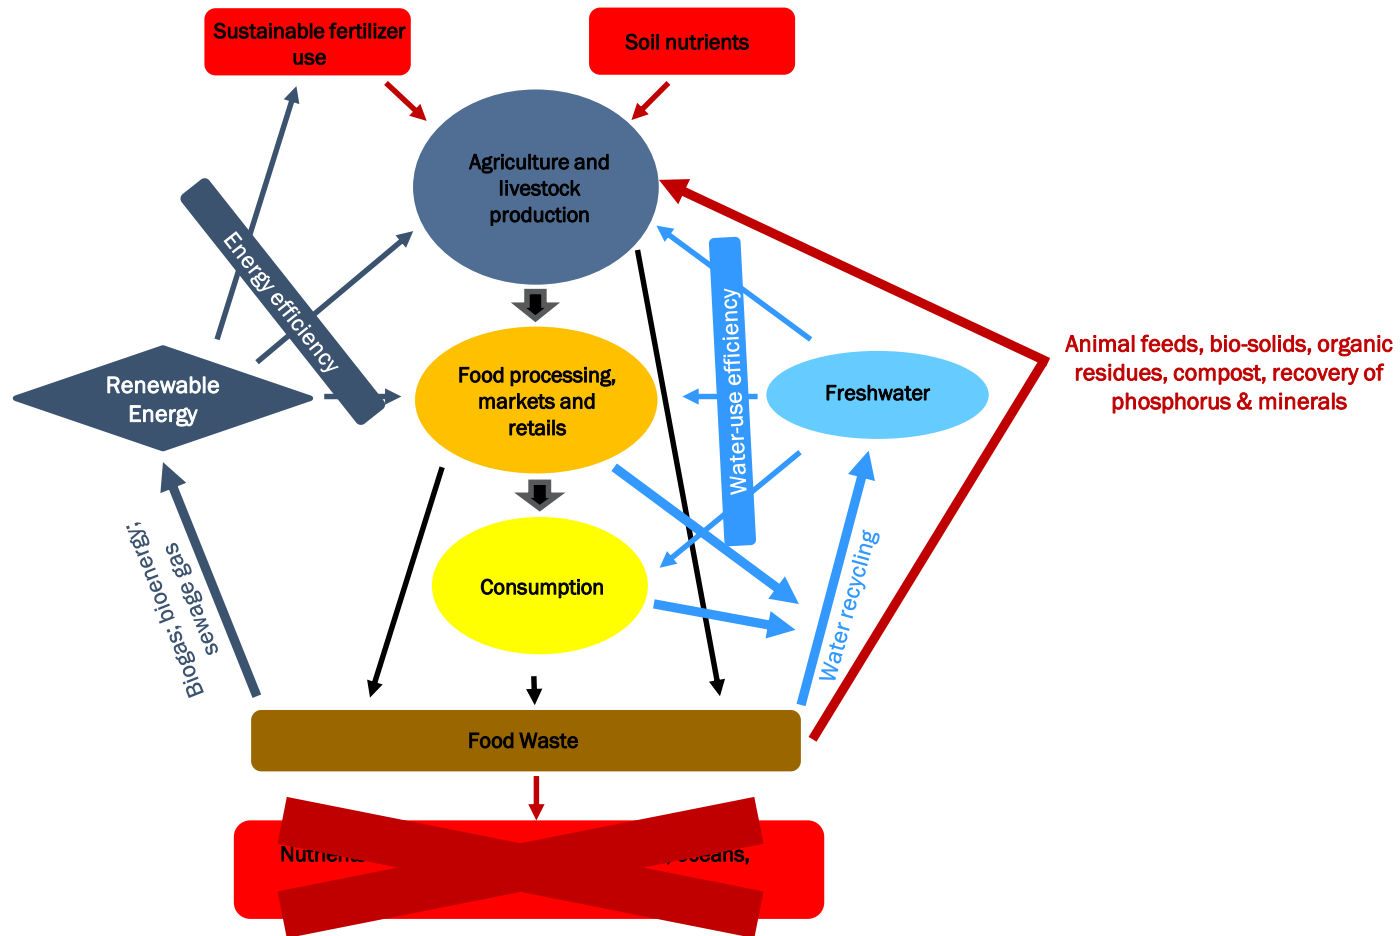 Sustainable fertilizer
use
Soil nutrients
Agriculture and
livestock
production
Energy efficiency
Water-use efficiency
Renewable
Energy
Food processing,
markets and
retails
Freshwater
Animal feeds, bio-solids, organic
residues, compost, recovery of
phosphorus & minerals
Consumption
Biogas; bioenergy;
sewage gas
Water recycling
Food Waste
Nutrients oceans,